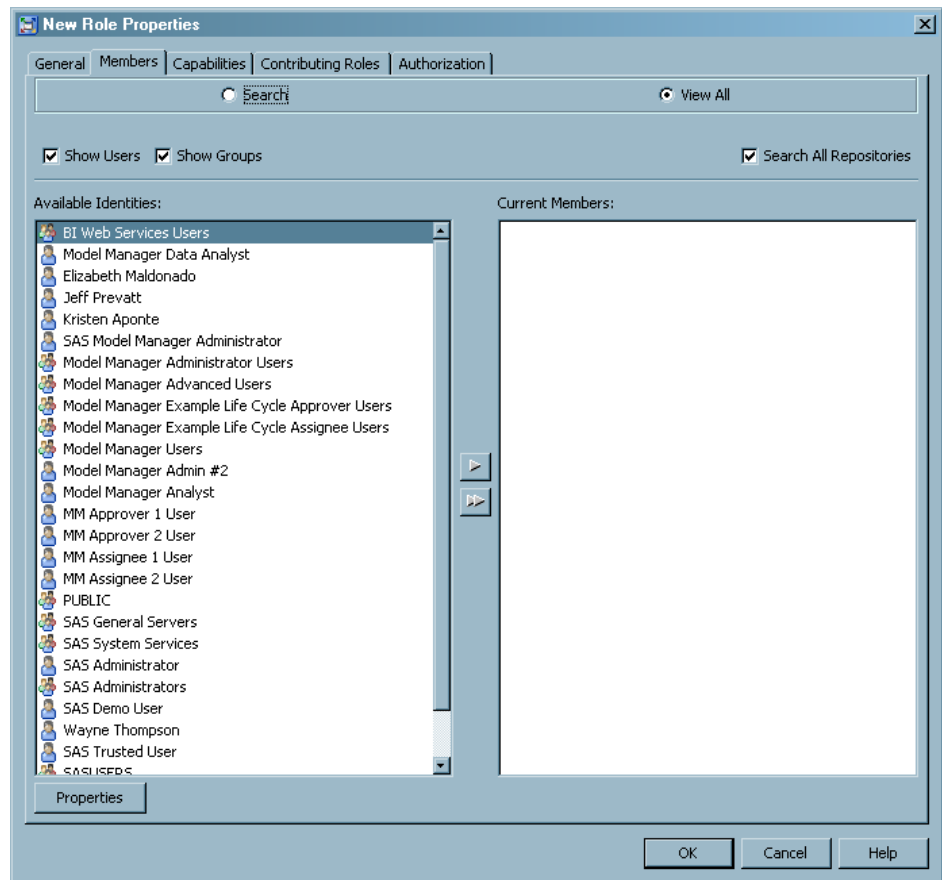 New Role Properties
General Members Capabilities Contributing Roles Authorization
Search View All
Show Users Show Groups Search All Repositories
Available Identities: Current Members:
BI Web Services Users
Model Manager Data Analyst
Elizabeth Maldonado
Jeff Prevatt
Kristen Aponte
SAS Model Manager Administrator
Model Manager Administrator Users
Model Manager Advanced Users
Model Manager Example Life Cycle Approver Users
Model Manager Example Life Cycle Assignee Users
Model Manager Users
Model Manager Admin #2
Model Manager Analyst
MM Approver 1 User
MM Approver 2 User
MM Assignee 1 User
MM Assignee 2 User
PUBLIC
SAS General Servers
SAS System Services
SAS Administrator
SAS Administrators
SAS Demo User
Wayne Thompson
SAS Trusted User
SASUSERS
Properties
OK Cancel Help